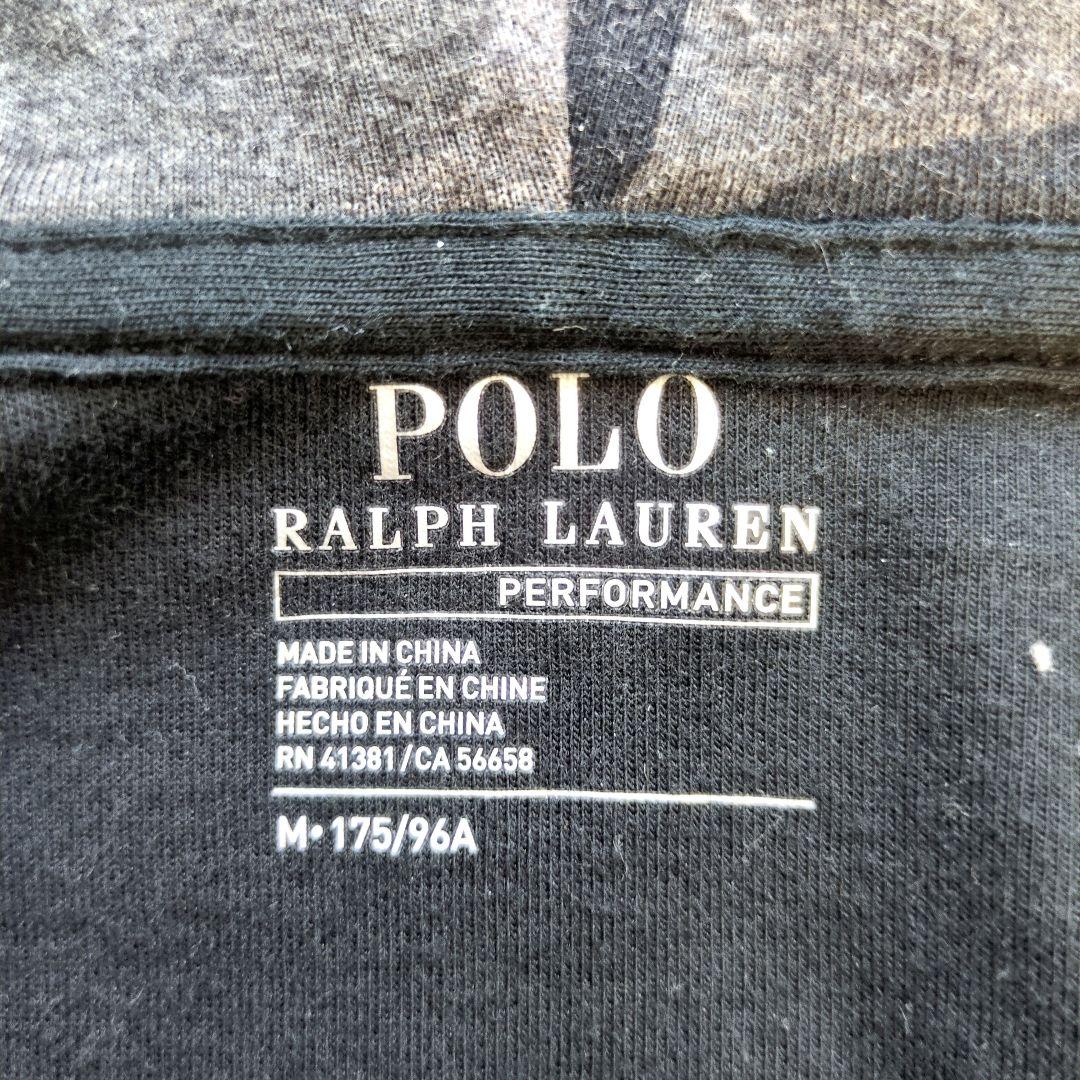 POLO
RALPH LAUREN
PERFORMANCE
MADE IN CHINA
FABRIQUÉ EN CHINE
HECHO EN CHINA
RN 41381/CA 56658
M• 175/96A